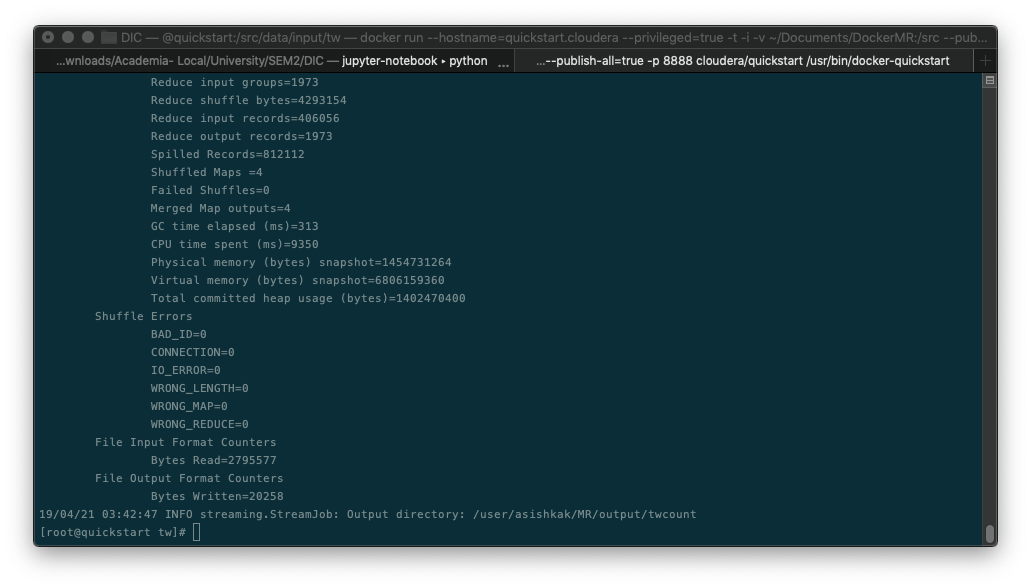 DIC — @quickstart:/src/data/input/tw — docker run --hostname=quickstart.cloudera --privileged=true -t -i -v ~/Documents/DockerMR:/src --pub...
...wnloads/Academia- Local/University/SEM2/DIC — jupyter-notebook ▸ python ...
...--publish-all=true -p 8888 cloudera/quickstart /usr/bin/docker-quickstart
+
Reduce input groups=1973
Reduce shuffle bytes=4293154
Reduce input records=406056
Reduce output records=1973
Spilled Records=812112
Shuffled Maps =4
Failed Shuffles=0
Merged Map outputs=4
GC time elapsed (ms)=313
CPU time spent (ms)=9350
Physical memory (bytes) snapshot=1454731264
Virtual memory (bytes) snapshot=6806159360
Total committed heap usage (bytes)=1402470400
Shuffle Errors
BAD_ID=0
CONNECTION=0
IO_ERROR=0
WRONG_LENGTH=0
WRONG_MAP=0
WRONG_REDUCE=0
File Input Format Counters
Bytes Read=2795577
File Output Format Counters
Bytes Written=20258
19/04/21 03:42:47 INFO streaming.StreamJob: Output directory: /user/asishkak/MR/output/twcount
[root@quickstart tw]#